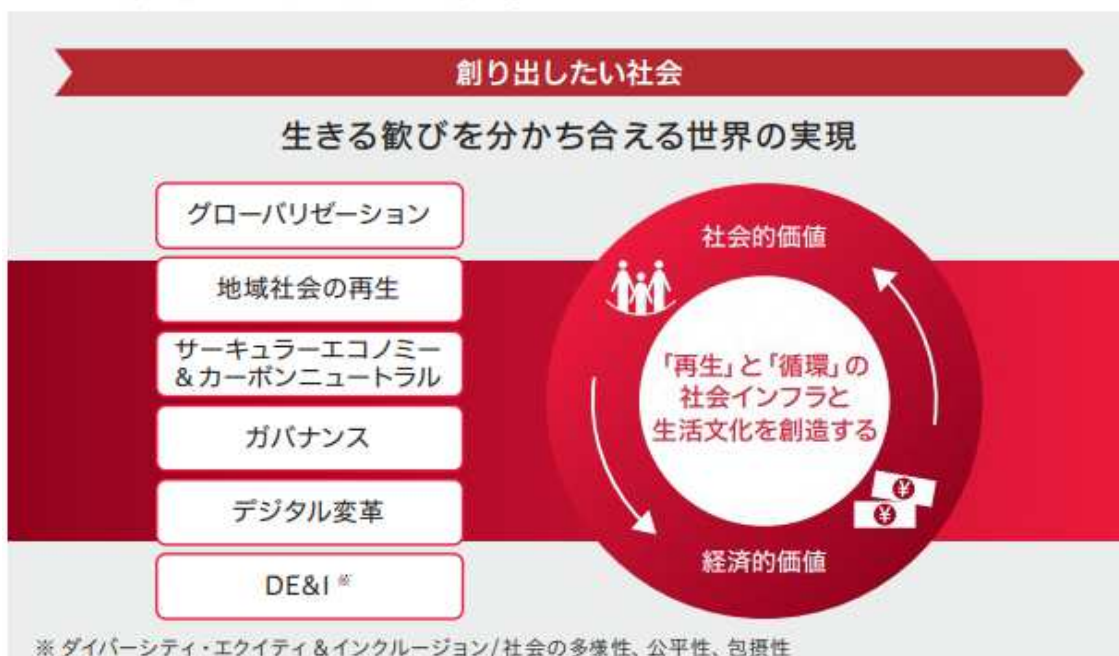 創り出したい社会
生きる歓びを分かち合える世界の実現
グローバリゼーション
地域社会の再生
サーキュラーエコノミー
&カーボンニュートラル
ガバナンス
デジタル変革
DE&I※
社会的価値
「再生」と「循環」の
社会インフラと
生活文化を創造する
¥
¥
経済的価値
※ ダイバーシティ・エクイティ&インクルージョン/社会の多様性、公平性、包摂性